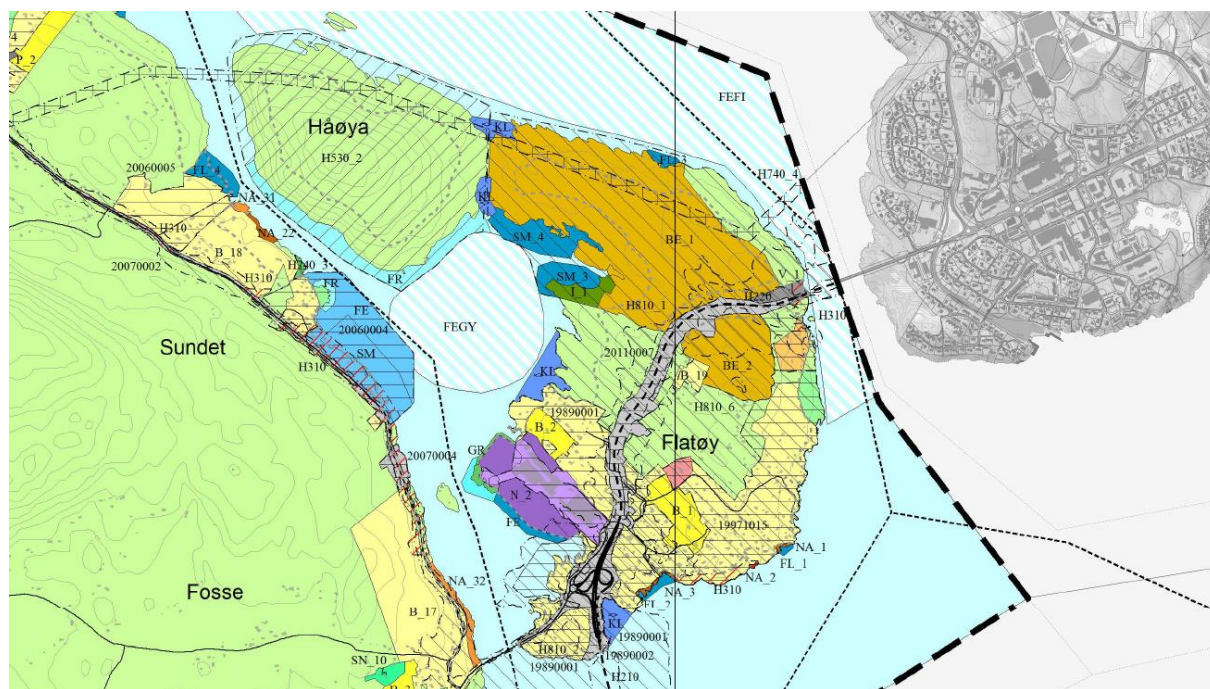 FEFI
P_2
Håøya
H530_2
KL
FL_3
H740_4
20060005
FL_4
NA_31
KL
NA_22
SM_4
BE_1
H310
B_18
H740_3
SM_3
V_1
20070002
H310
FR
FR
H810_1
H220
H310
FE
20060004
FEGY
Sundet
SM
20110007
H310
KL
B_19
BE_2
19890001
H810_6
B_2
Flatøy
20070004
GR
N_2
B_1
19971015
FE
NA_1
FL_1
NA_32
NA_2
NA_3
H310
Fosse
FL_2
B_17
KL
19890001
H810_2
19890002
SN_10
19890001
H210